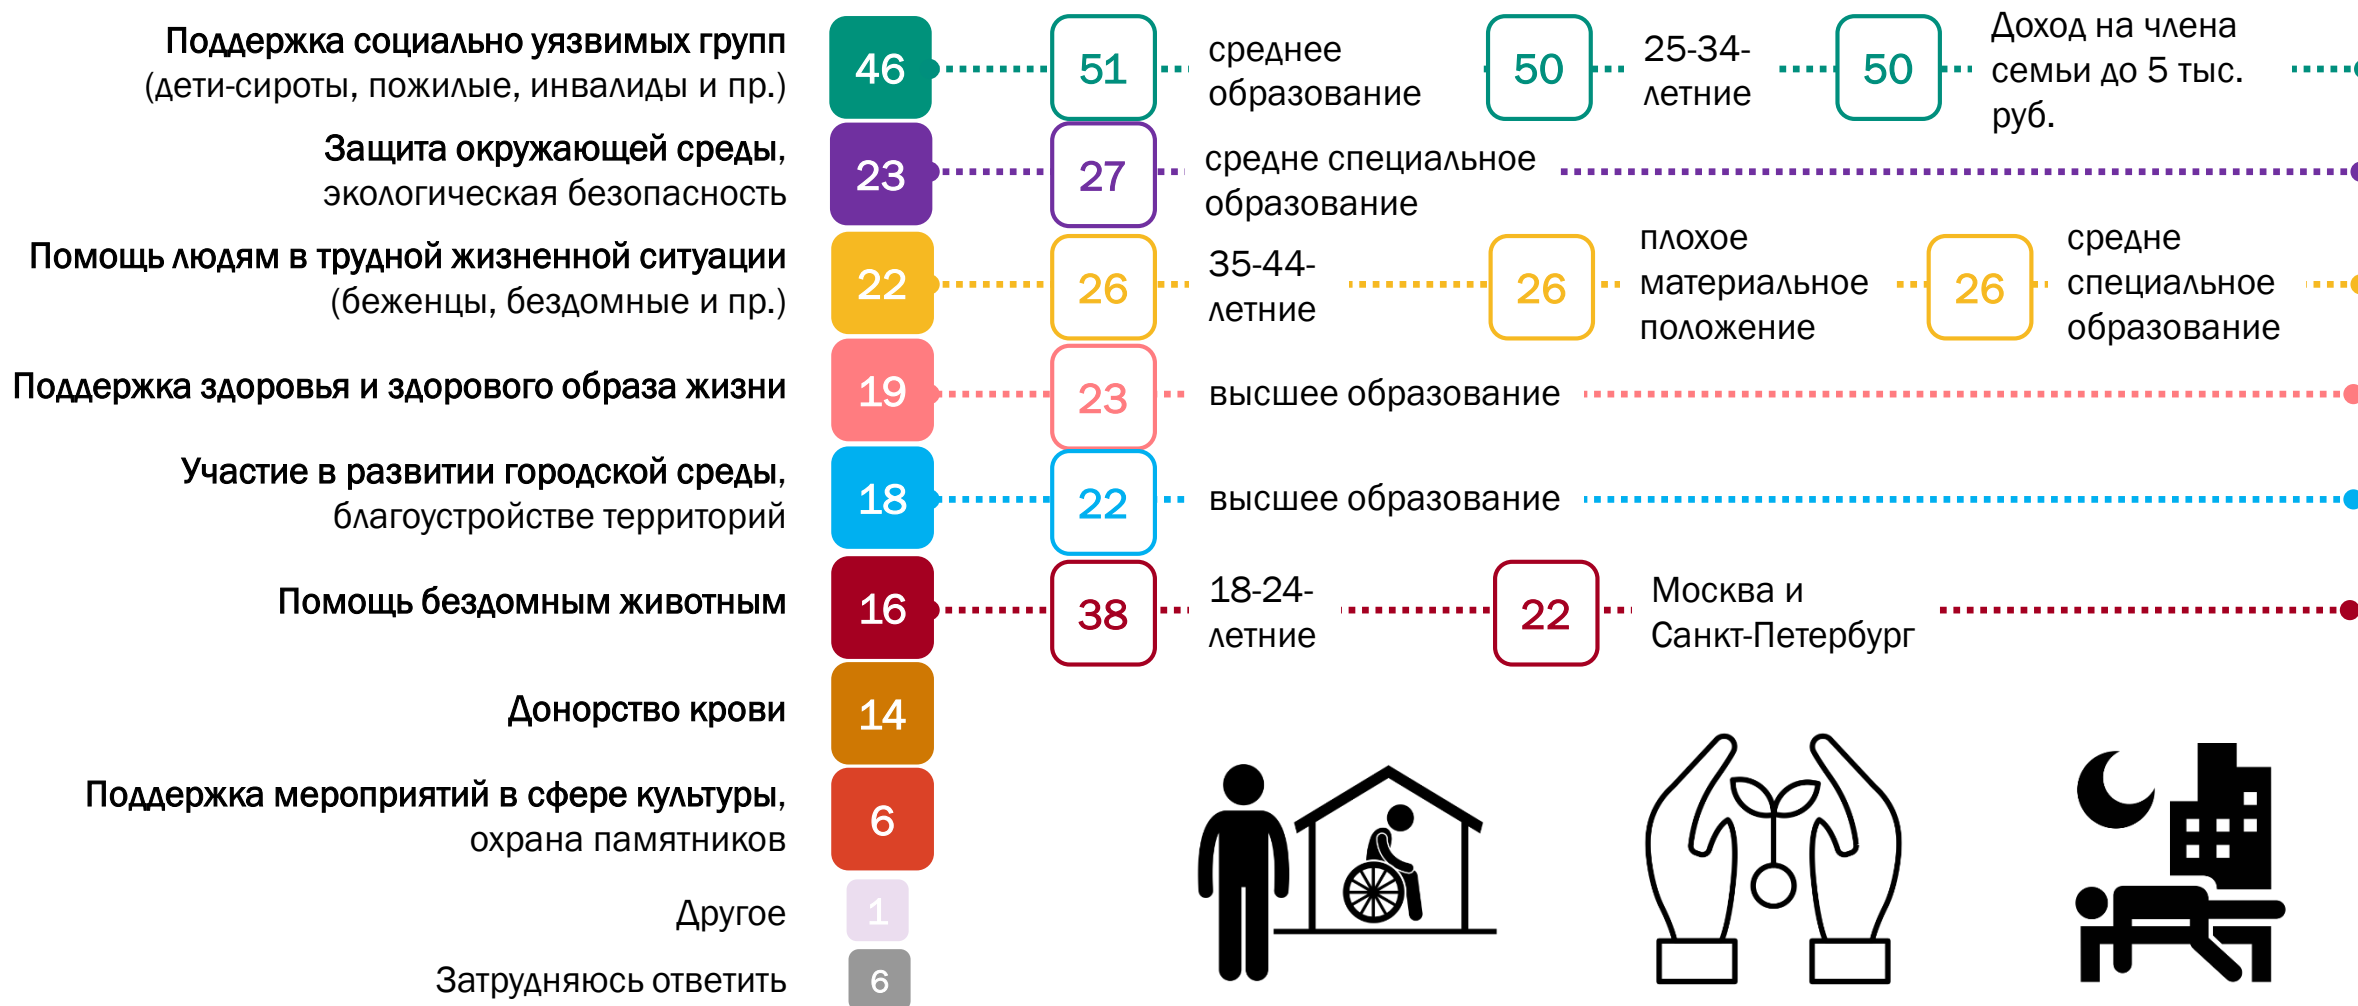 Поддержка социально уязвимых групп
(дети-сироты, пожилые, инвалиды и пр.)
46
51
среднее
образование
50
25-34-
летние
50
Доход на члена
семьи до 5 тыс.
руб.
Защита окружающей среды,
экологическая безопасность
23
27
средне специальное
образование
Помощь людям в трудной жизненной ситуации
(беженцы, бездомные и пр.)
22
26
35-44-
летние
26
плохое
материальное
положение
26
средне
специальное
образование
Поддержка здоровья и здорового образа жизни
19
23
высшее образование
Участие в развитии городской среды,
благоустройстве территорий
18
22
высшее образование
Помощь бездомным животным
16
38
18-24-
летние
22
Москва и
Санкт-Петербург
Донорство крови
14
Поддержка мероприятий в сфере культуры,
охрана памятников
6
Другое
1
Затрудняюсь ответить
6